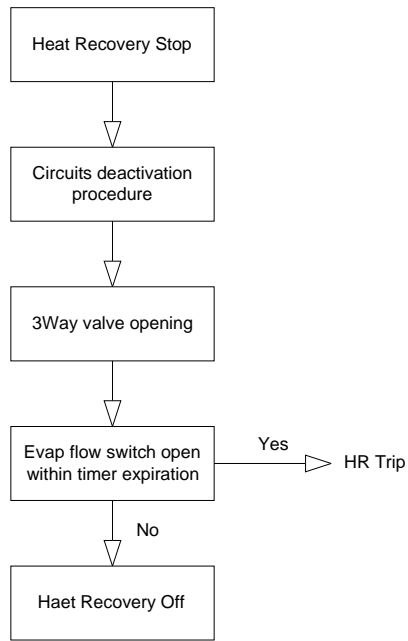 Heat Recovery Stop
Circuits deactivation
procedure
3Way valve opening
Evap flow switch open
within timer expiration
Yes
HR Trip
No
Haet Recovery Off